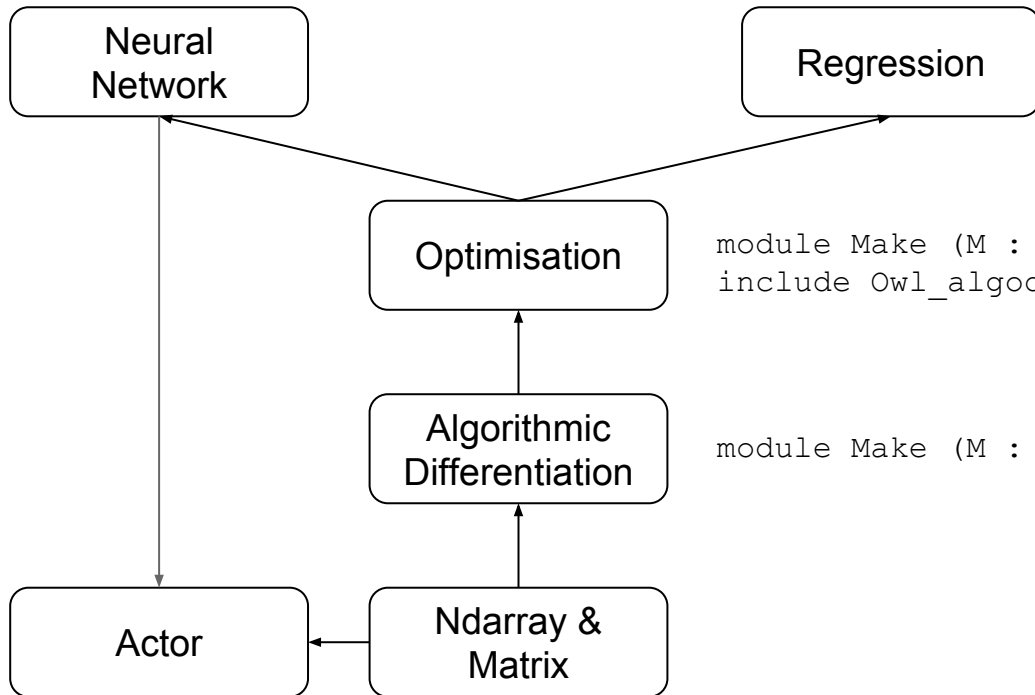 Neural
Network
Regression
Optimisation
module Make (M :
include Owl_algod
Algorithmic
Differentiation
module Make (M :
Actor
Ndarray &
Matrix